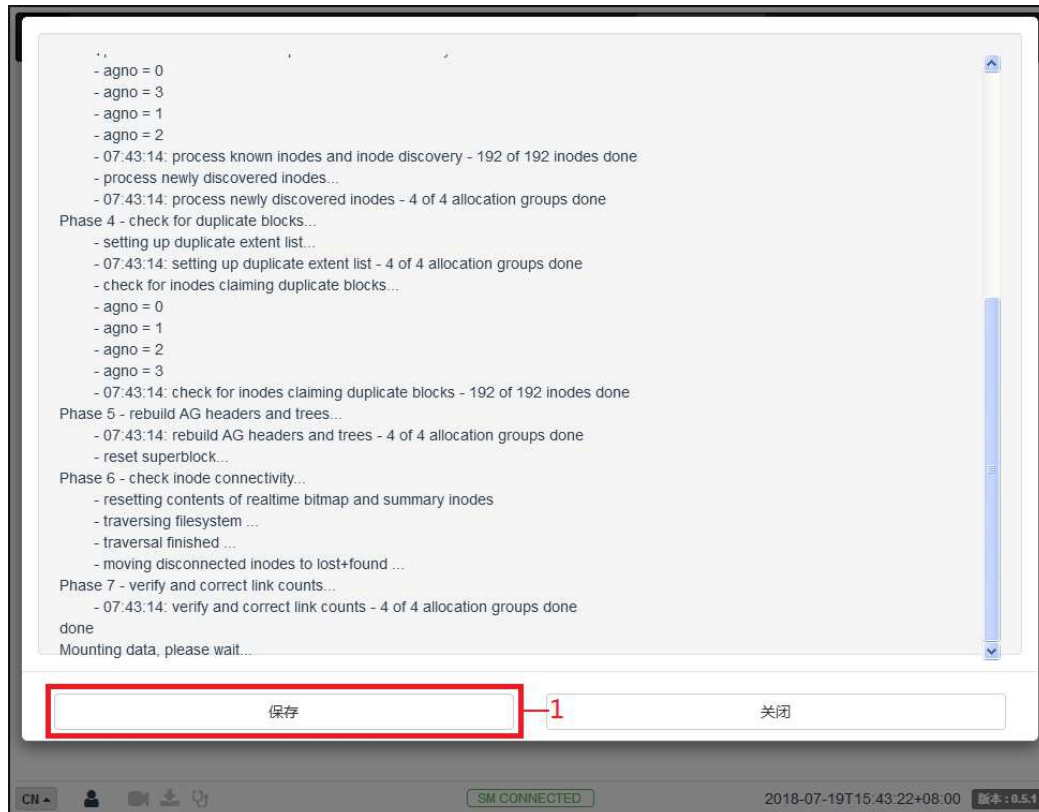 - agno = 0
- agno = 3
- agno = 1
- agno = 2
- 07:43:14: process known inodes and inode discovery - 192 of 192 inodes done
- process newly discovered inodes...
- 07:43:14: process newly discovered inodes - 4 of 4 allocation groups done
Phase 4 - check for duplicate blocks...
- setting up duplicate extent list...
- 07:43:14: setting up duplicate extent list - 4 of 4 allocation groups done
- check for inodes claiming duplicate blocks...
- agno = 0
- agno = 1
- agno = 2
- agno = 3
- 07:43:14: check for inodes claiming duplicate blocks - 192 of 192 inodes done
Phase 5 - rebuild AG headers and trees...
- 07:43:14: rebuild AG headers and trees - 4 of 4 allocation groups done
- reset superblock...
Phase 6 - check inode connectivity...
- resetting contents of realtime bitmap and summary inodes
- traversing filesystem ...
- traversal finished ...
- moving disconnected inodes to lost+found ...
Phase 7 - verify and correct link counts...
- 07:43:14: verify and correct link counts - 4 of 4 allocation groups done
done
Mounting data, please wait...
保存 1 关闭
CN SM CONNECTED 2018-07-19T15:43:22+08:00 版本 : 0.5.1